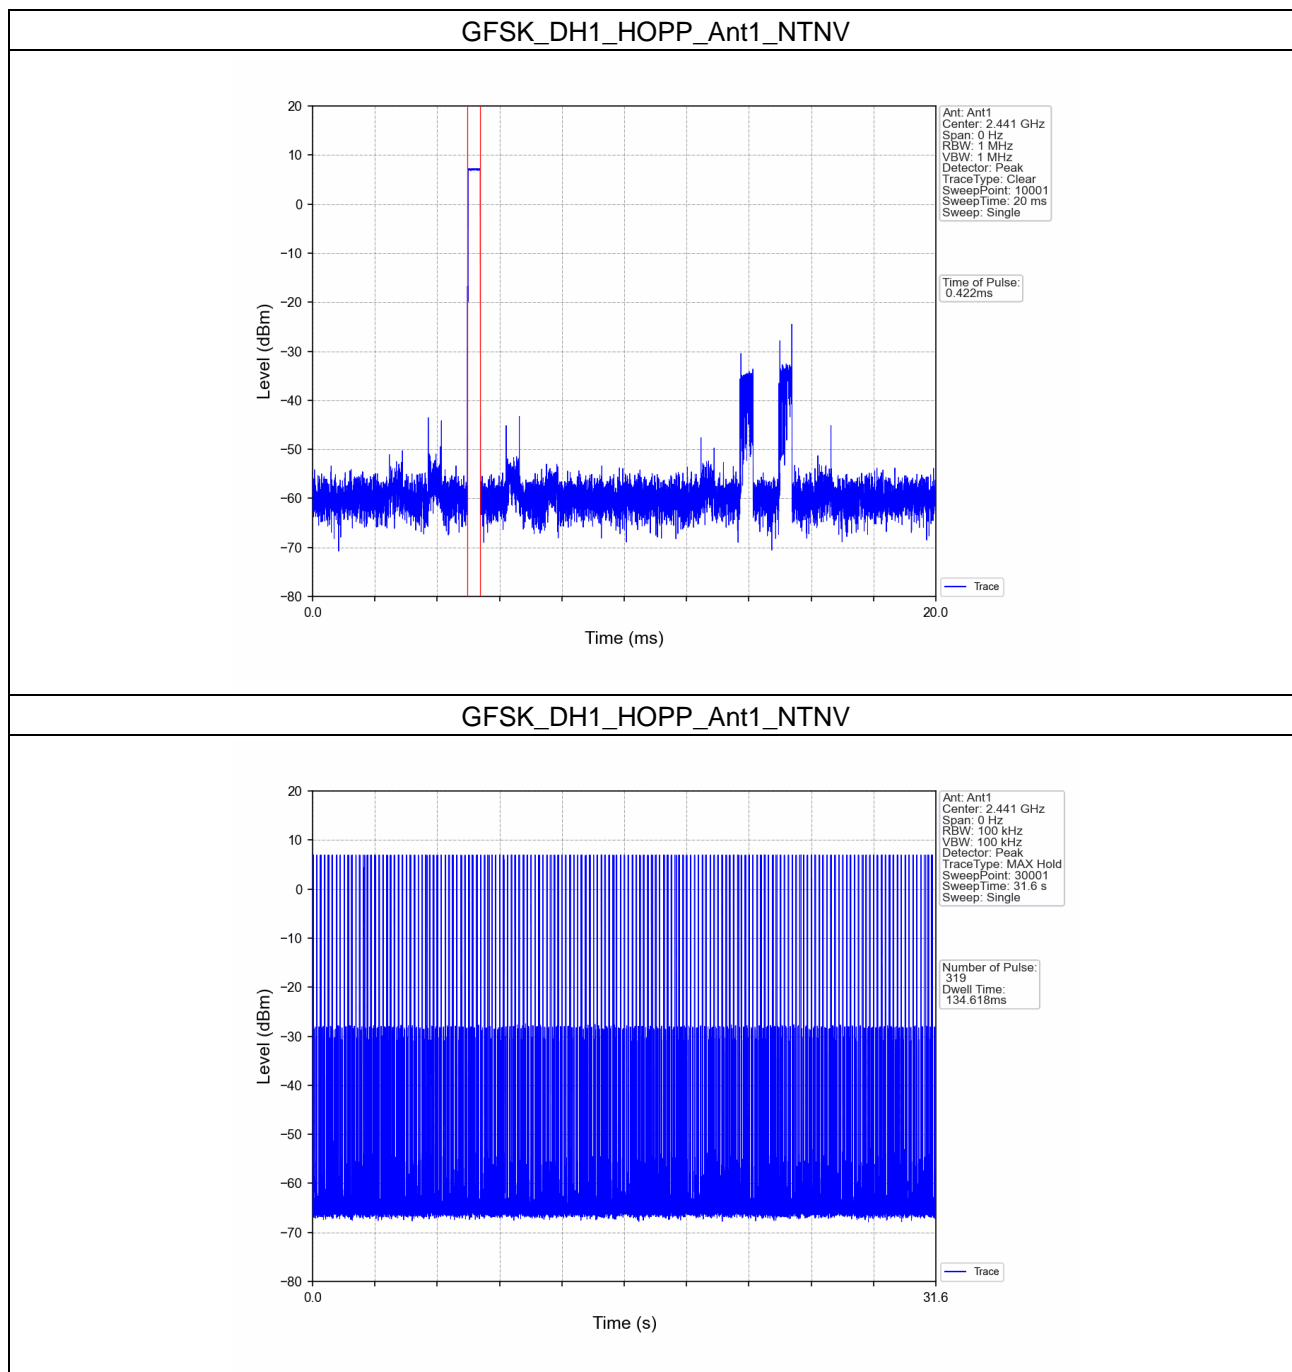 GFSK_DH1_HOPP_Ant1_NTNV
20
10
0
−10
−20
−30
−40
−50
−60
−70
−80
Level (dBm)
0.0
20.0
Time (ms)
Ant: Ant1
Center: 2.441 GHz
Span: 0 Hz
RBW: 1 MHz
VBW: 1 MHz
Detector: Peak
TraceType: Clear
SweepPoint: 10001
SweepTime: 20 ms
Sweep: Single
Time of Pulse:
0.422ms
Trace
GFSK_DH1_HOPP_Ant1_NTNV
20
10
0
−10
−20
−30
−40
−50
−60
−70
−80
Level (dBm)
0.0
31.6
Time (s)
Ant: Ant1
Center: 2.441 GHz
Span: 0 Hz
RBW: 100 kHz
VBW: 100 kHz
Detector: Peak
TraceType: MAX Hold
SweepPoint: 30001
SweepTime: 31.6 s
Sweep: Single
Number of Pulse:
319
Dwell Time:
134.618ms
Trace